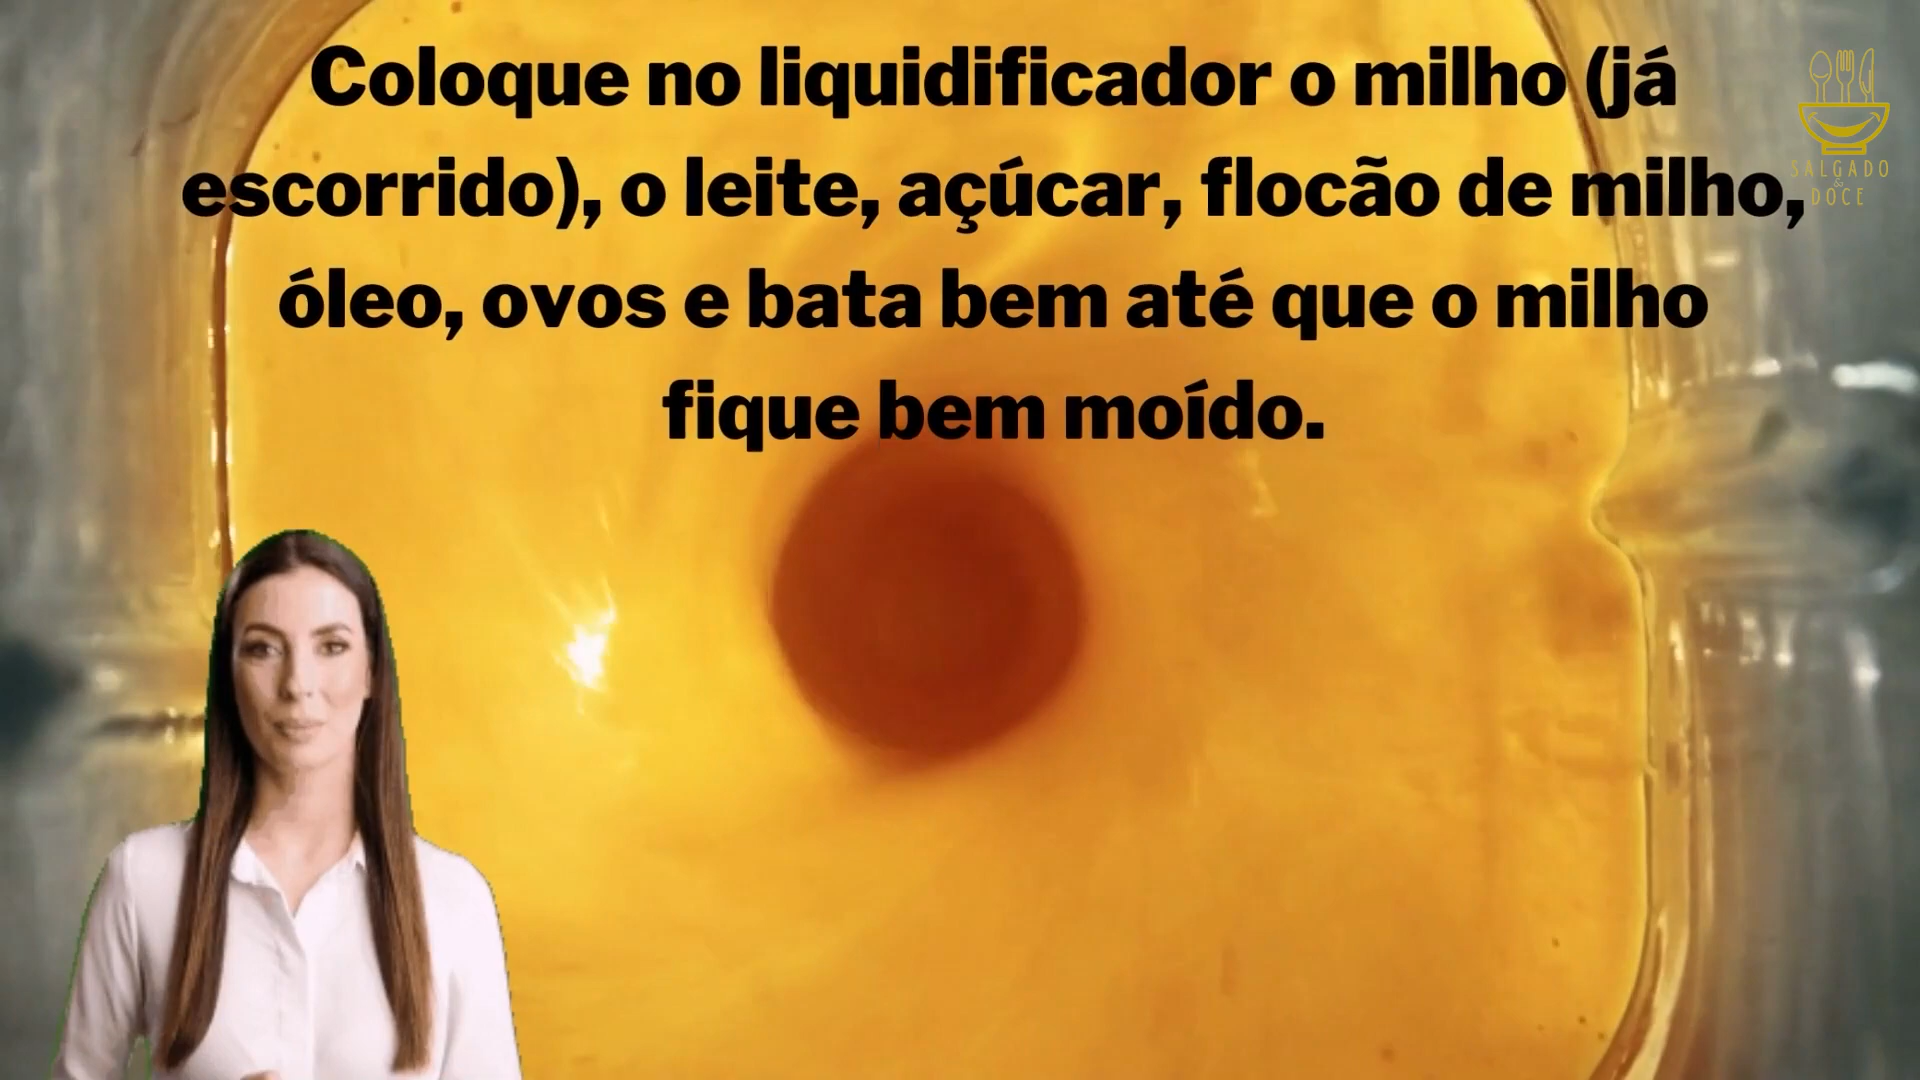 Coloque no liquidificador o milho (já
escorrido), o leite, açúcar, flocão de milho,
óleo, ovos e bata bem até que o milho
fique bem moído.
SALGADO
&
DOCE